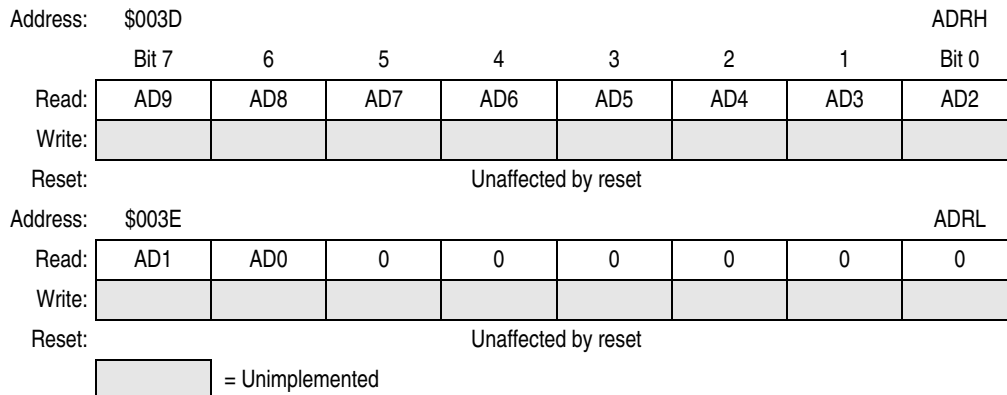 Address: $003D ADRH
Bit 7 6 5 4 3 2 1 Bit 0
Read: AD9 AD8 AD7 AD6 AD5 AD4 AD3 AD2
Write:
Reset: Unaffected by reset
Address: $003E ADRL
Read: AD1 AD0 0 0 0 0 0 0
Write:
Reset: Unaffected by reset
= Unimplemented